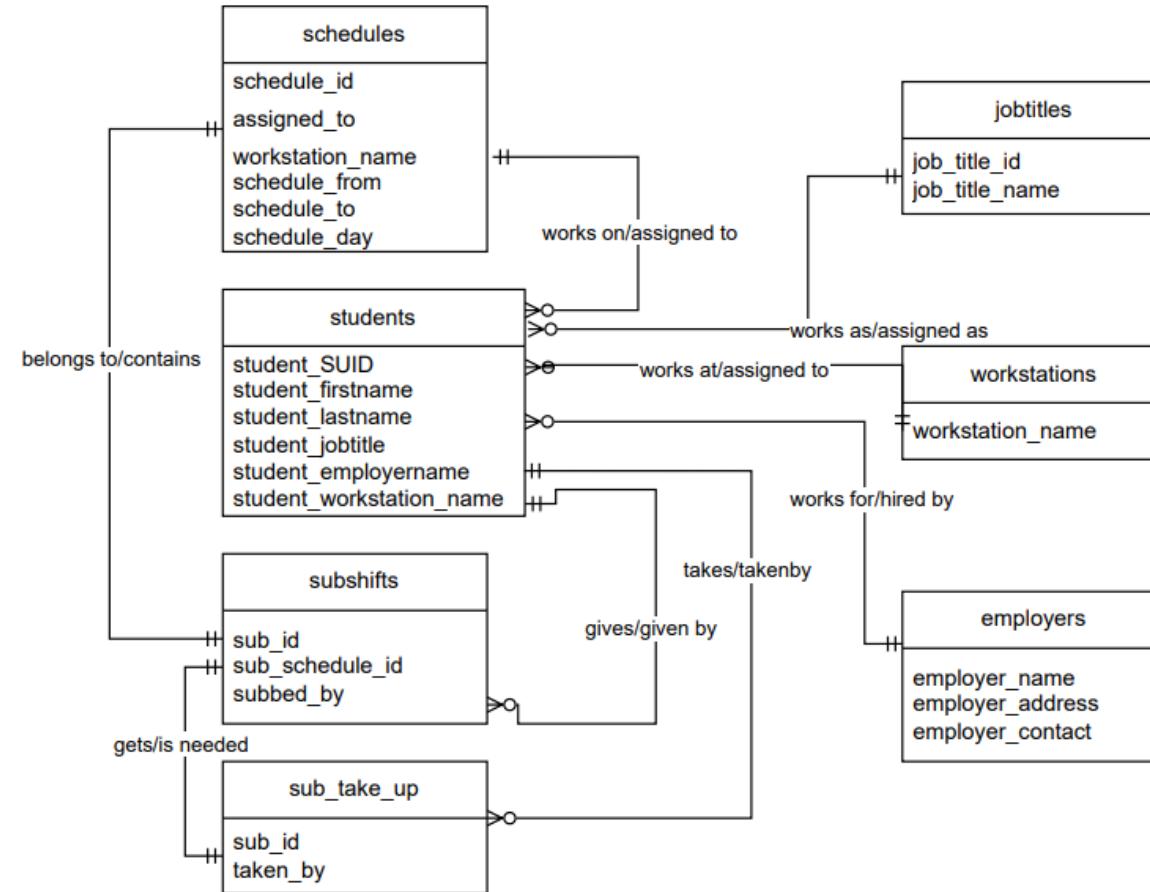 schedules
schedule_id
assigned_to
workstation_name
schedule_from
schedule_to
schedule_day
jobtitles
job_title_id
job_title_name
works on/assigned to
students
student_SUID
student_firstname
student_lastname
student_jobtitle
student_employername
student_workstation_name
works as/assigned as
works at/assigned to
workstations
workstation_name
belongs to/contains
works for/hired by
takes/takenby
gives/given by
subshifts
sub_id
sub_schedule_id
subbed_by
employers
employer_name
employer_address
employer_contact
gets/is needed
sub_take_up
sub_id
taken_by